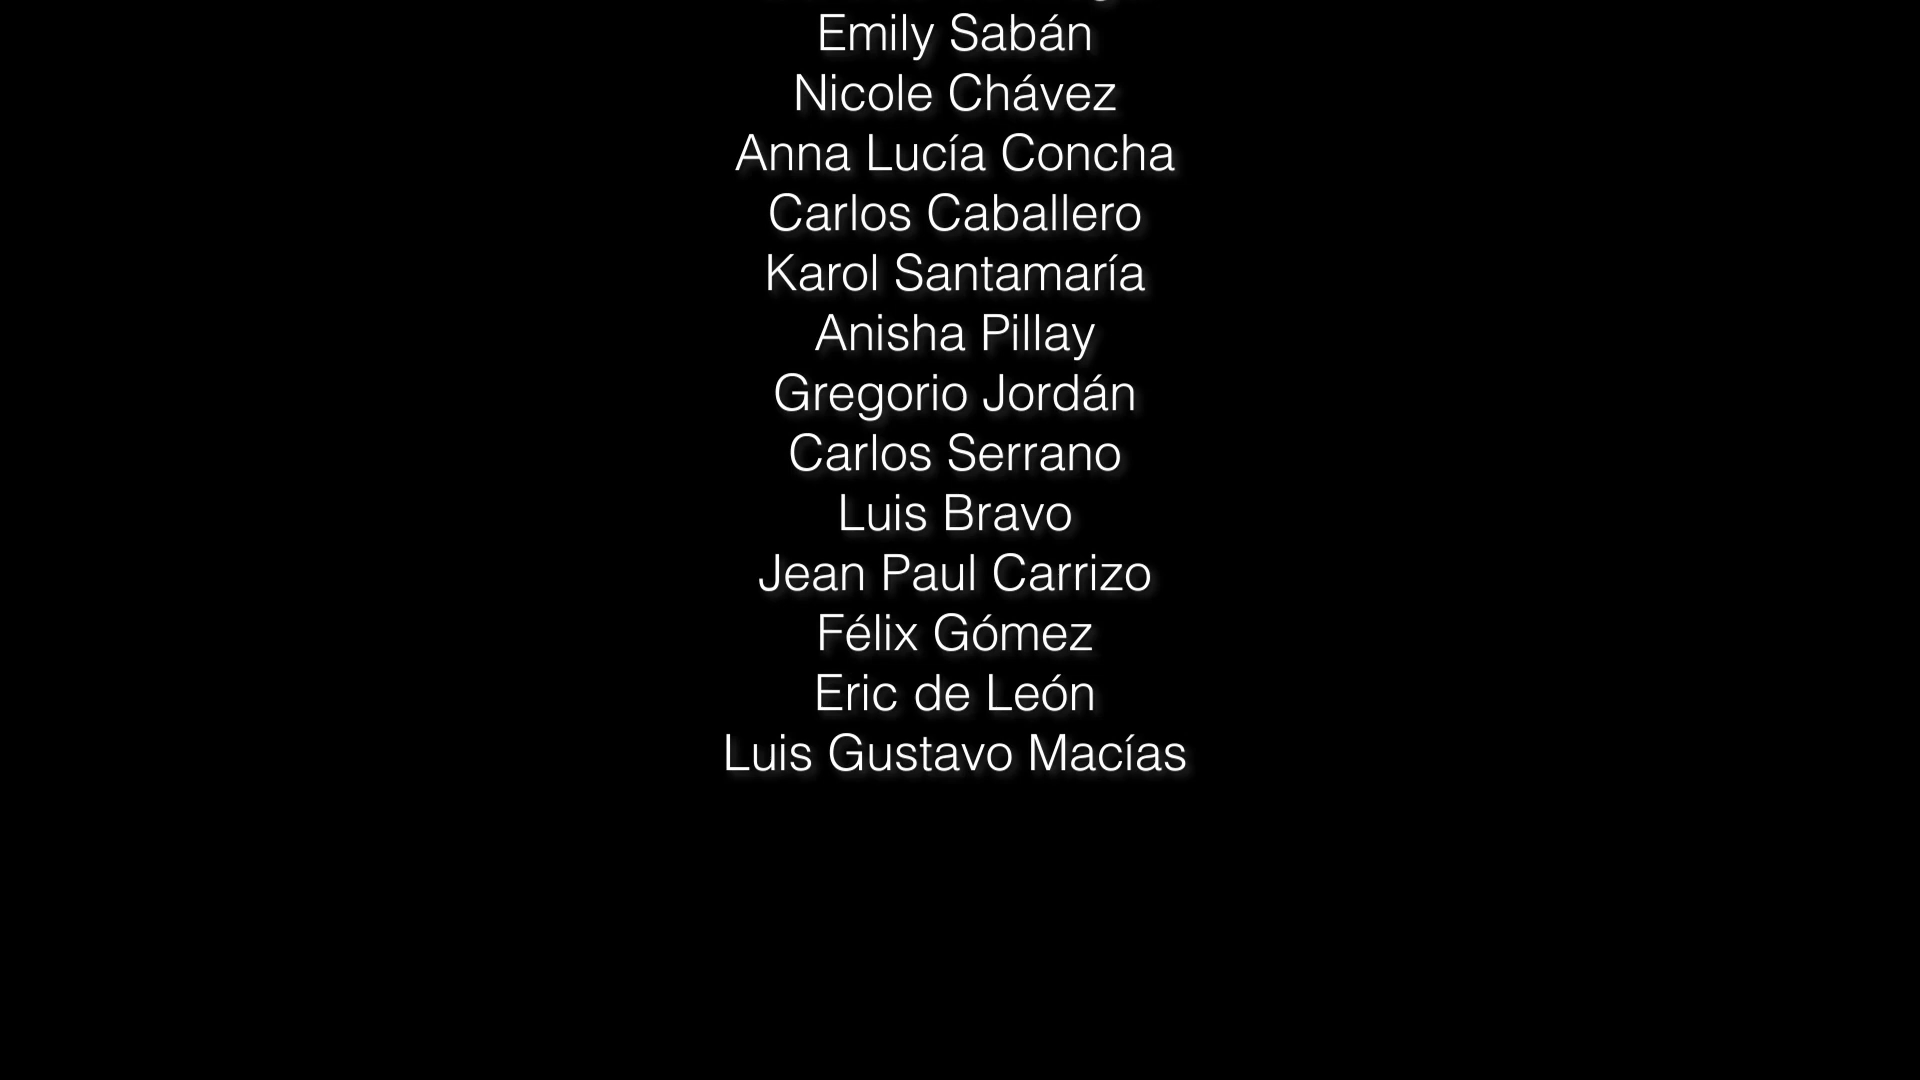 Emily Sabán
Nicole Chávez
Anna Lucía Concha
Carlos Caballero
Karol Santamaría
Anisha Pillay
Gregorio Jordán
Carlos Serrano
Luis Bravo
Jean Paul Carrizo
Félix Gómez
Eric de León
Luis Gustavo Macías